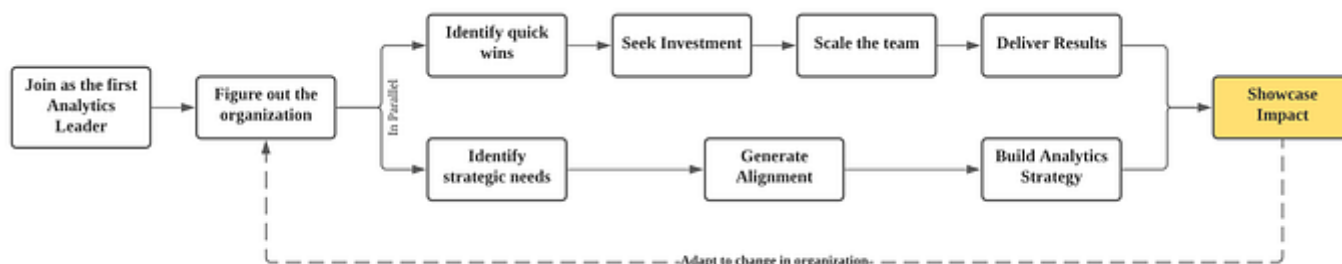 Join as the first
Analytics
Leader
Figure out the
organization
In Parallel
Identify quick
wins
Seek Investment
Scale the team
Deliver Results
Identify
strategic needs
Generate
Alignment
Build Analytics
Strategy
Showcase
Impact
Adapt to change in organization